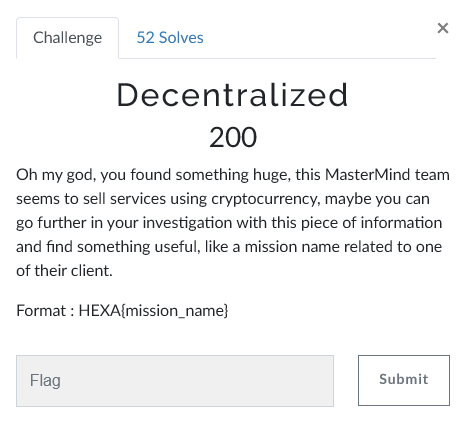 Challenge
52 Solves
×
Decentralized
200
Oh my god, you found something huge, this MasterMind team
seems to sell services using cryptocurrency, maybe you can
go further in your investigation with this piece of information
and find something useful, like a mission name related to one
of their client.
Format : HEXA{mission_name}
Flag
Submit